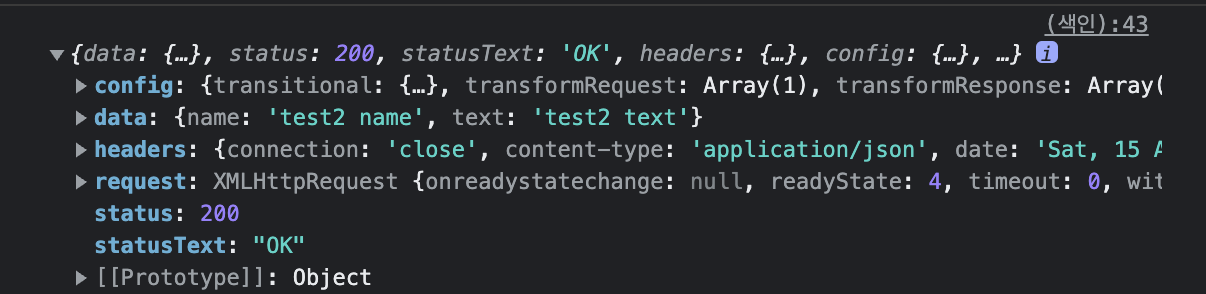 (색인):43
{data: {…}, status: 200, statusText: 'OK', headers: {…}, config: {…}, …} i
config: {transitional: {…}, transformRequest: Array(1), transformResponse: Array(
data: {name: 'test2 name', text: 'test2 text'}
headers: {connection: 'close', content-type: 'application/json', date: 'Sat, 15 A
request: XMLHttpRequest {onreadystatechange: null, readyState: 4, timeout: 0, wit
status: 200
statusText: "OK"
[[Prototype]]: Object